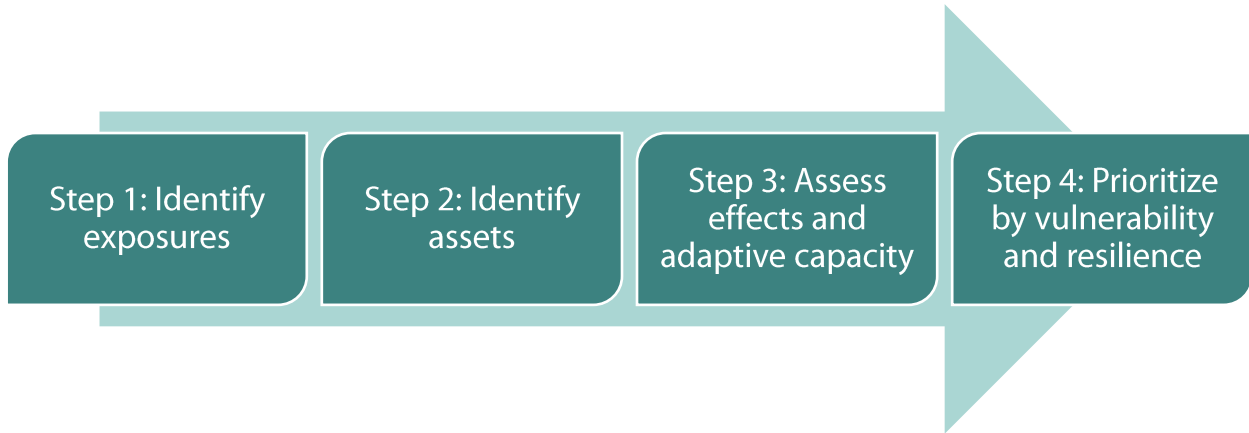 Step 1: Identify
exposures
Step 2: Identify
assets
Step 3: Assess
effects and
adaptive capacity
Step 4: Prioritize
by vulnerability
and resilience